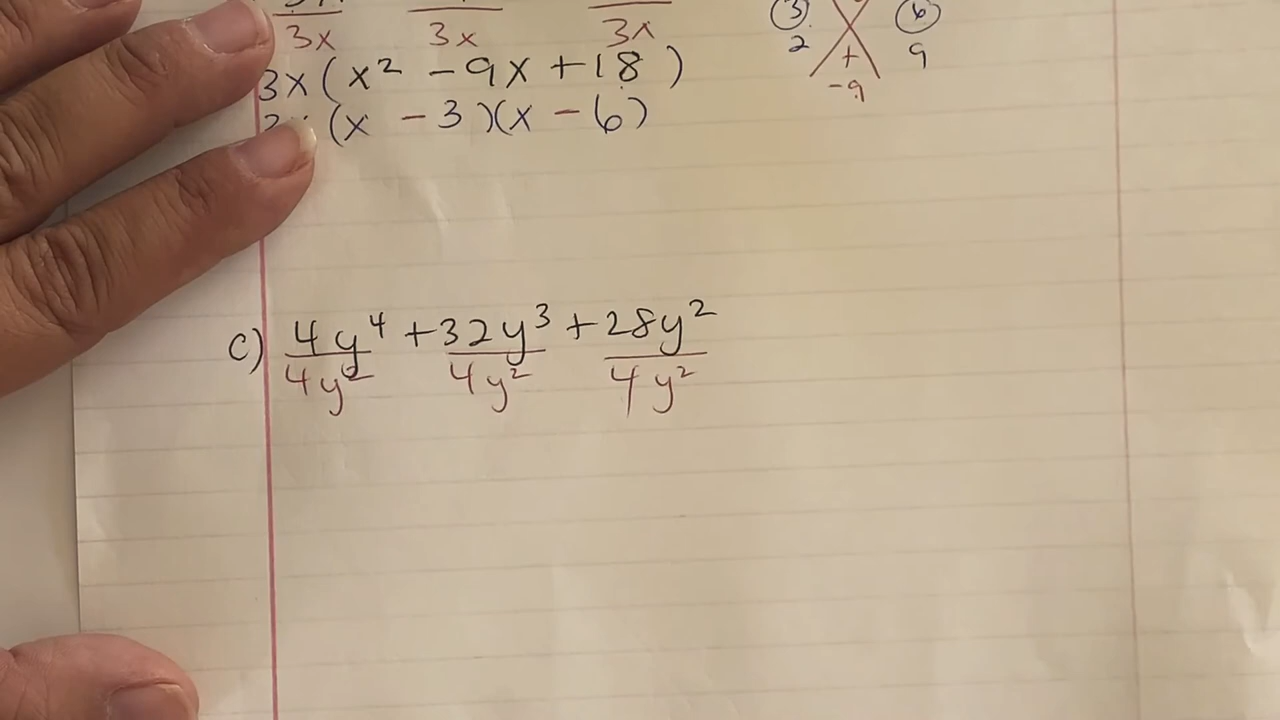 3x 3x 3x
③ ⑥
2 + 9
-9
3x(x² -9x +18)
(x -3)(x -6)
c) 4y⁴ +32y³ +28y²
4y² 4y² 4y²